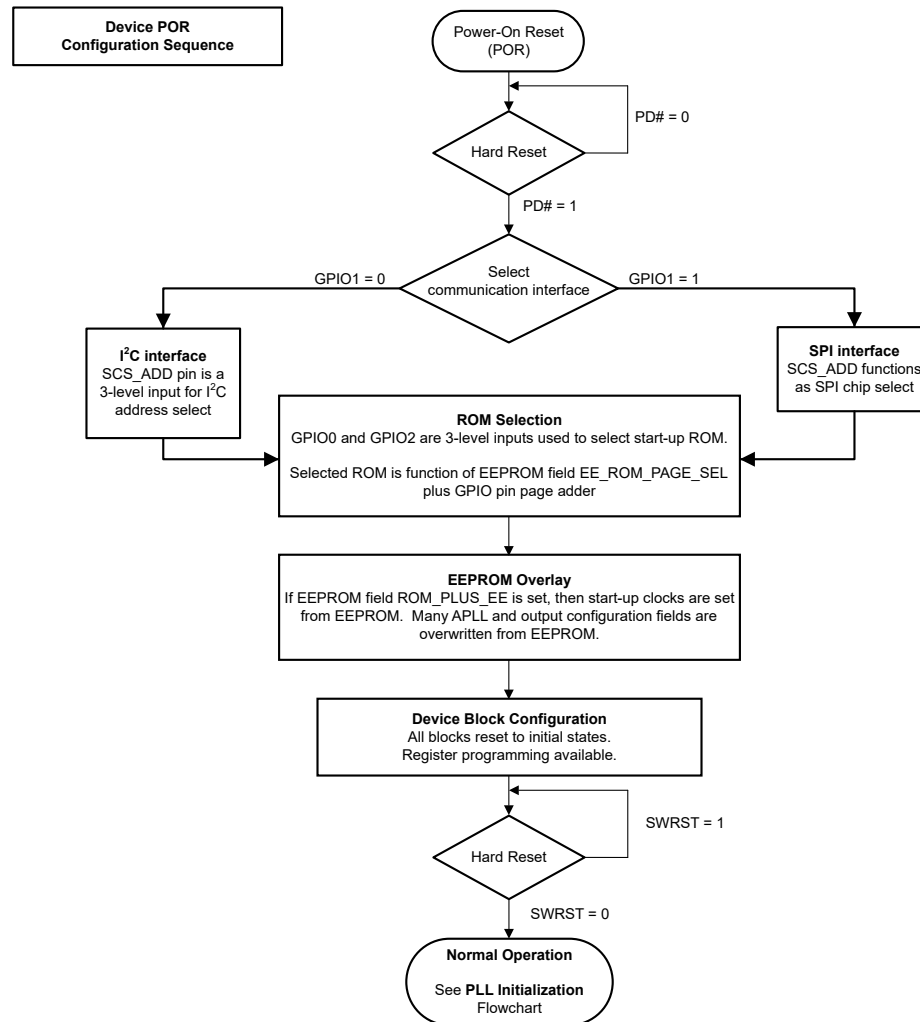 Device POR
Configuration Sequence
Power-On Reset
(POR)
PD# = 0
Hard Reset
PD# = 1
Select
communication interface
GPIO1 = 0
GPIO1 = 1
I²C interface
SCS_ADD pin is a
3-level input for I²C
address select
SPI interface
SCS_ADD functions
as SPI chip select
ROM Selection
GPIO0 and GPIO2 are 3-level inputs used to select start-up ROM.
Selected ROM is function of EEPROM field EE_ROM_PAGE_SEL
plus GPIO pin page adder
EEPROM Overlay
If EEPROM field ROM_PLUS_EE is set, then start-up clocks are set
from EEPROM.  Many APLL and output configuration fields are
overwritten from EEPROM.
Device Block Configuration
All blocks reset to initial states.
Register programming available.
SWRST = 1
Hard Reset
SWRST = 0
Normal Operation
See PLL Initialization
Flowchart